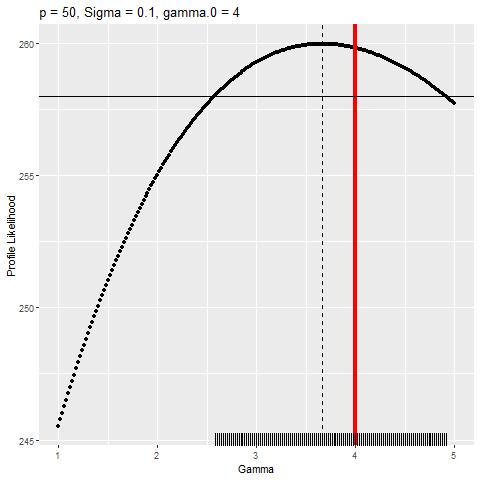 p = 50, Sigma = 0.1, gamma.0 = 4
260
255
250
245
Profile Likelihood
1 2 3 4 5
Gamma